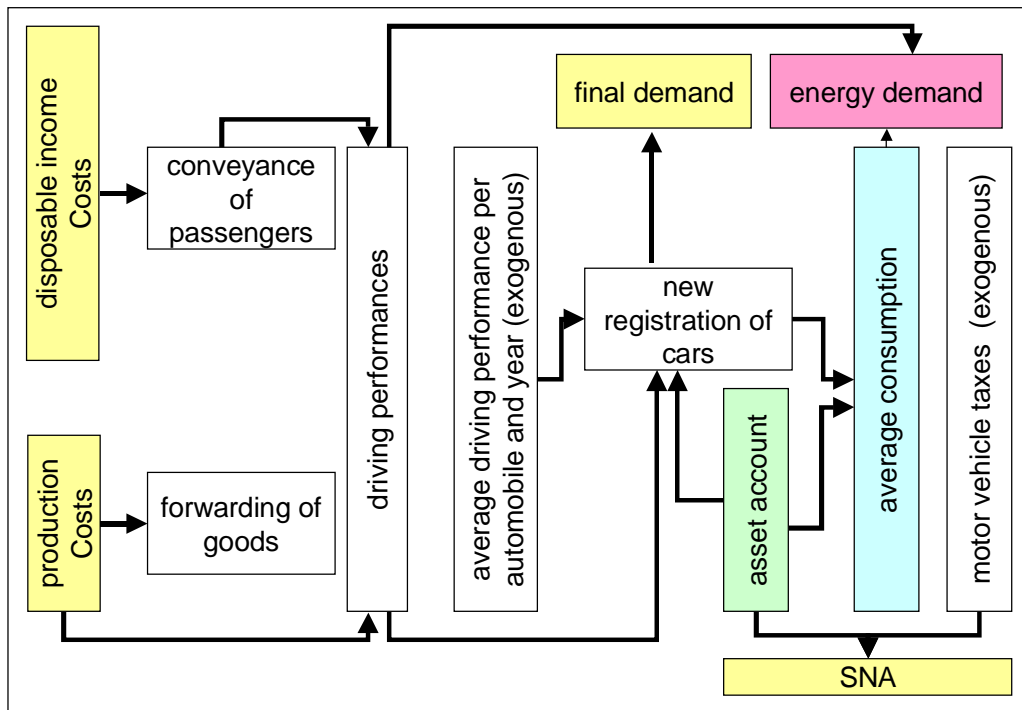 disposable income
Costs
conveyance
of
passengers
driving performances
average driving performance per
automobile and year (exogenous)
final demand
energy demand
new
registration of
cars
average consumption
motor vehicle taxes  (exogenous)
production
Costs
forwarding of
goods
asset account
SNA